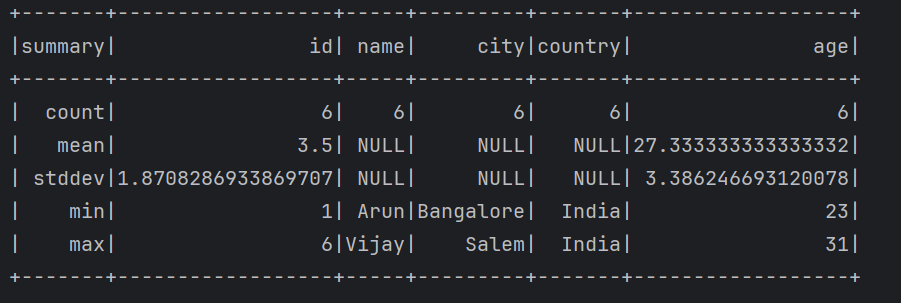 +-------+------------------+-----+---------+-------+------------------+
|summary|                id| name|     city|country|               age|
+-------+------------------+-----+---------+-------+------------------+
|  count|                 6|    6|        6|      6|                 6|
|   mean|               3.5| NULL|     NULL|   NULL|27.333333333333332|
| stddev|1.8708286933869707| NULL|     NULL|   NULL| 3.386246693120078|
|    min|                 1| Arun|Bangalore|  India|                23|
|    max|                 6|Vijay|    Salem|  India|                31|
+-------+------------------+-----+---------+-------+------------------+